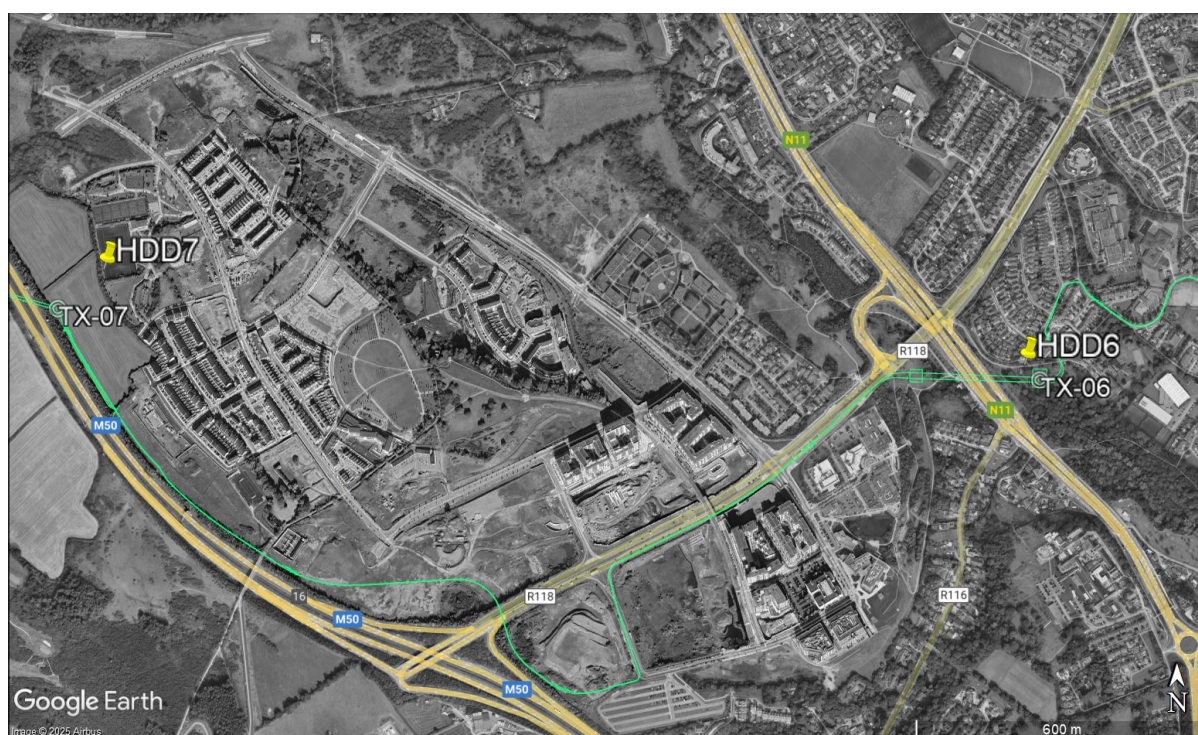 N11
HDD7
TX-07
R118
HDD6
TX-06
M50
N11
16
R118
R116
M50
M50
N
Google Earth
Image © 2025 Airbus
600 m